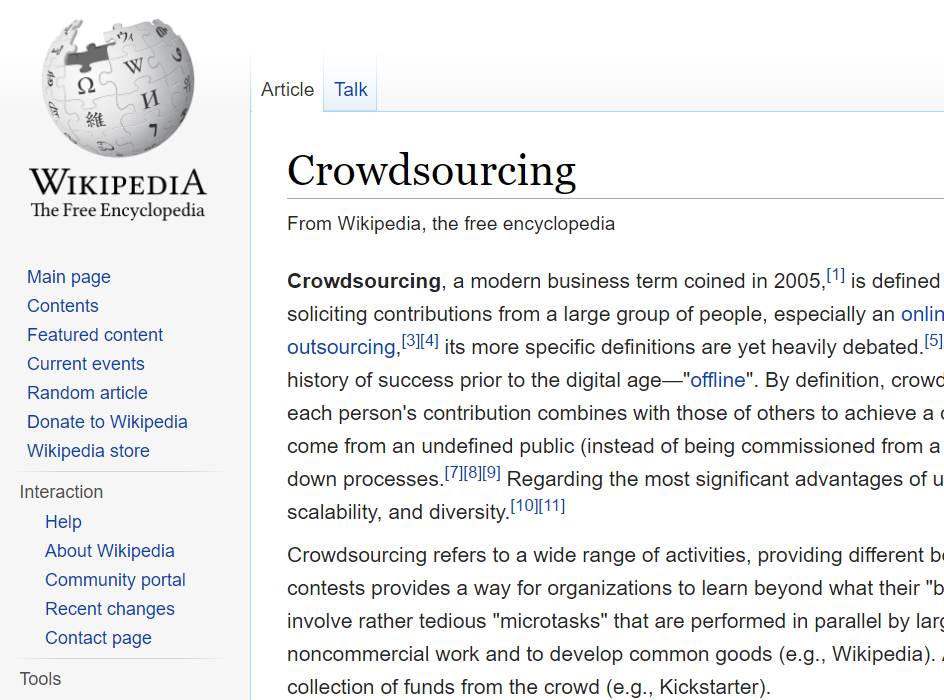 WIKIPEDIA
The Free Encyclopedia
Main page
Contents
Featured content
Current events
Random article
Donate to Wikipedia
Wikipedia store
Interaction
Help
About Wikipedia
Community portal
Recent changes
Contact page
Tools
Article Talk
Crowdsourcing
From Wikipedia, the free encyclopedia
Crowdsourcing, a modern business term coined in 2005,[1] is defined
soliciting contributions from a large group of people, especially an
outsourcing,[3][4] its more specific definitions are yet heavily debated.[5]
history of success prior to the digital age—"offline". By definition,
each person's contribution combines with those of others to achieve a
come from an undefined public (instead of being commissioned from a
down processes.[7][8][9] Regarding the most significant advantages of
scalability, and diversity.[10][11]
Crowdsourcing refers to a wide range of activities, providing different
contests provides a way for organizations to learn beyond what their
involve rather tedious "microtasks" that are performed in parallel by
noncommercial work and to develop common goods (e.g., Wikipedia).
collection of funds from the crowd (e.g., Kickstarter).